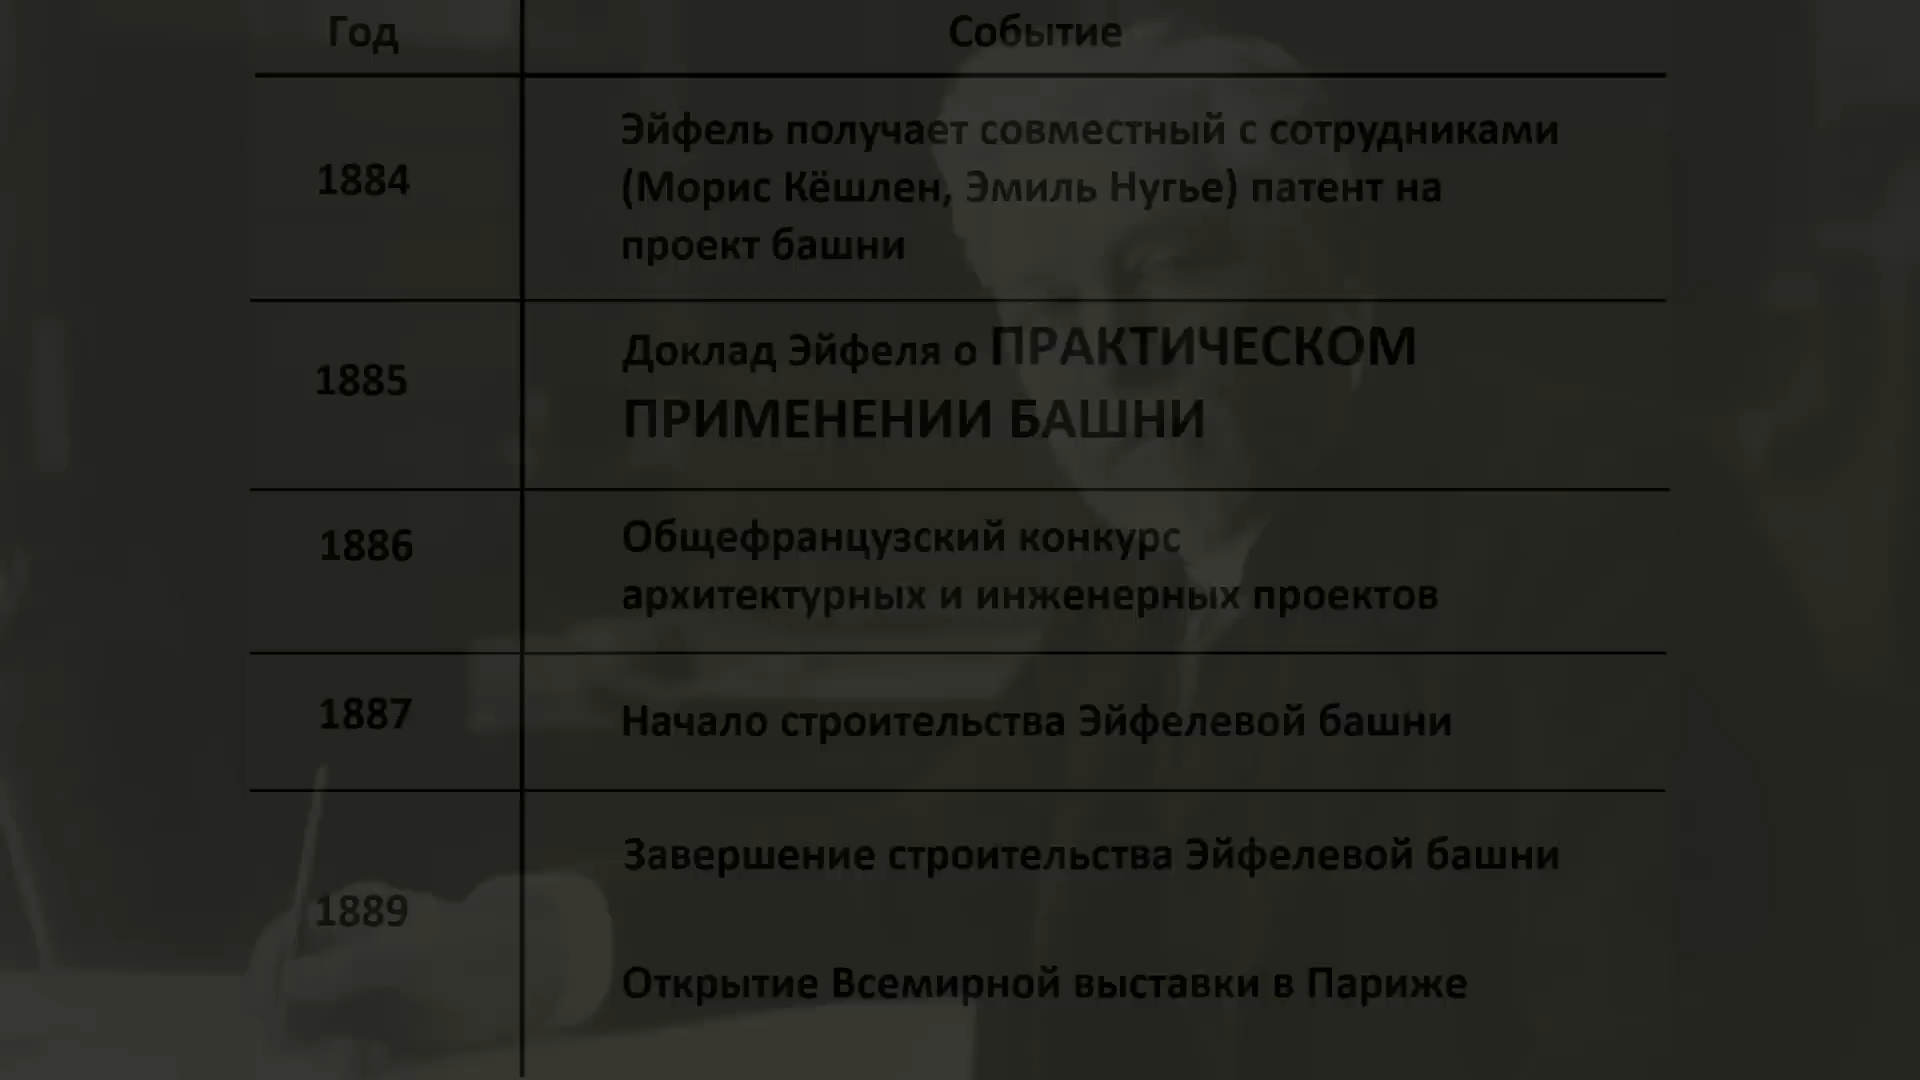 Год Событие
1884
Эйфель получает совместный с сотрудниками
(Морис Кёшлен, Эмиль Нугье) патент на
проект башни
1885
Доклад Эйфеля о ПРАКТИЧЕСКОМ
ПРИМЕНЕНИИ БАШНИ
1886
Общефранцузский конкурс
архитектурных и инженерных проектов
1887
Начало строительства Эйфелевой башни
1889
Завершение строительства Эйфелевой башни
Открытие Всемирной выставки в Париже